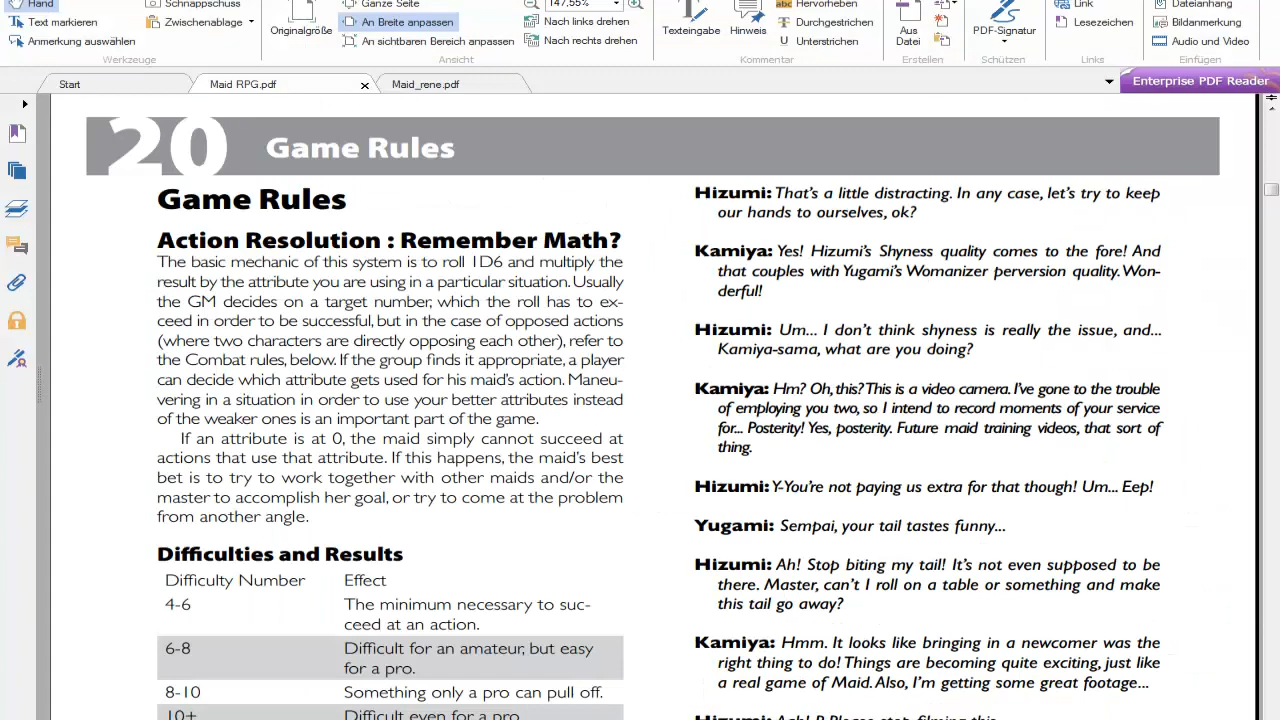 Hand
Schnappschuss
Ganze Seite
147,55%
Hervorheben
Link
Dateianhang
Text markieren
Zwischenablage
An Breite anpassen
Nach links drehen
Durchgestrichen
Lesezeichen
Bildanmerkung
Anmerkung auswählen
Originalgröße
An sichtbaren Bereich anpassen
Nach rechts drehen
Texteingabe
Hinweis
Unterstrichen
Aus
Datei
PDF-Signatur
Audio und Video
Werkzeuge
Ansicht
Kommentar
Erstellen
Schützen
Links
Einfügen
Start
Maid RPG.pdf
Maid_rene.pdf
Enterprise PDF Reader
20
Game Rules
Game Rules
Action Resolution : Remember Math?
The basic mechanic of this system is to roll 1D6 and multiply the
result by the attribute you are using in a particular situation. Usually
the GM decides on a target number, which the roll has to ex-
ceed in order to be successful, but in the case of opposed actions
(where two characters are directly opposing each other), refer to
the Combat rules, below. If the group finds it appropriate, a player
can decide which attribute gets used for his maid's action. Maneu-
vering in a situation in order to use your better attributes instead
of the weaker ones is an important part of the game.
If an attribute is at 0, the maid simply cannot succeed at
actions that use that attribute. If this happens, the maid's best
bet is to try to work together with other maids and/or the
master to accomplish her goal, or try to come at the problem
from another angle.
Difficulties and Results
Difficulty Number Effect
4-6 The minimum necessary to suc-
ceed at an action.
6-8 Difficult for an amateur, but easy
for a pro.
8-10 Something only a pro can pull off.
10+ Difficult even for a pro
Hizumi: That's a little distracting. In any case, let's try to keep
our hands to ourselves, ok?
Kamiya: Yes! Hizumi's Shyness quality comes to the fore! And
that couples with Yugami's Womanizer perversion quality. Won-
derful!
Hizumi: Um... I don't think shyness is really the issue, and...
Kamiya-sama, what are you doing?
Kamiya: Hm? Oh, this? This is a video camera. I've gone to the trouble
of employing you two, so I intend to record moments of your service
for... Posterity! Yes, posterity. Future maid training videos, that sort of
thing.
Hizumi: Y-You're not paying us extra for that though! Um... Eep!
Yugami: Sempai, your tail tastes funny...
Hizumi: Ah! Stop biting my tail! It's not even supposed to be
there. Master, can't I roll on a table or something and make
this tail go away?
Kamiya: Hmm. It looks like bringing in a newcomer was the
right thing to do! Things are becoming quite exciting, just like
a real game of Maid. Also, I'm getting some great footage...
Hizumi: Ack! P-Please stop filming this